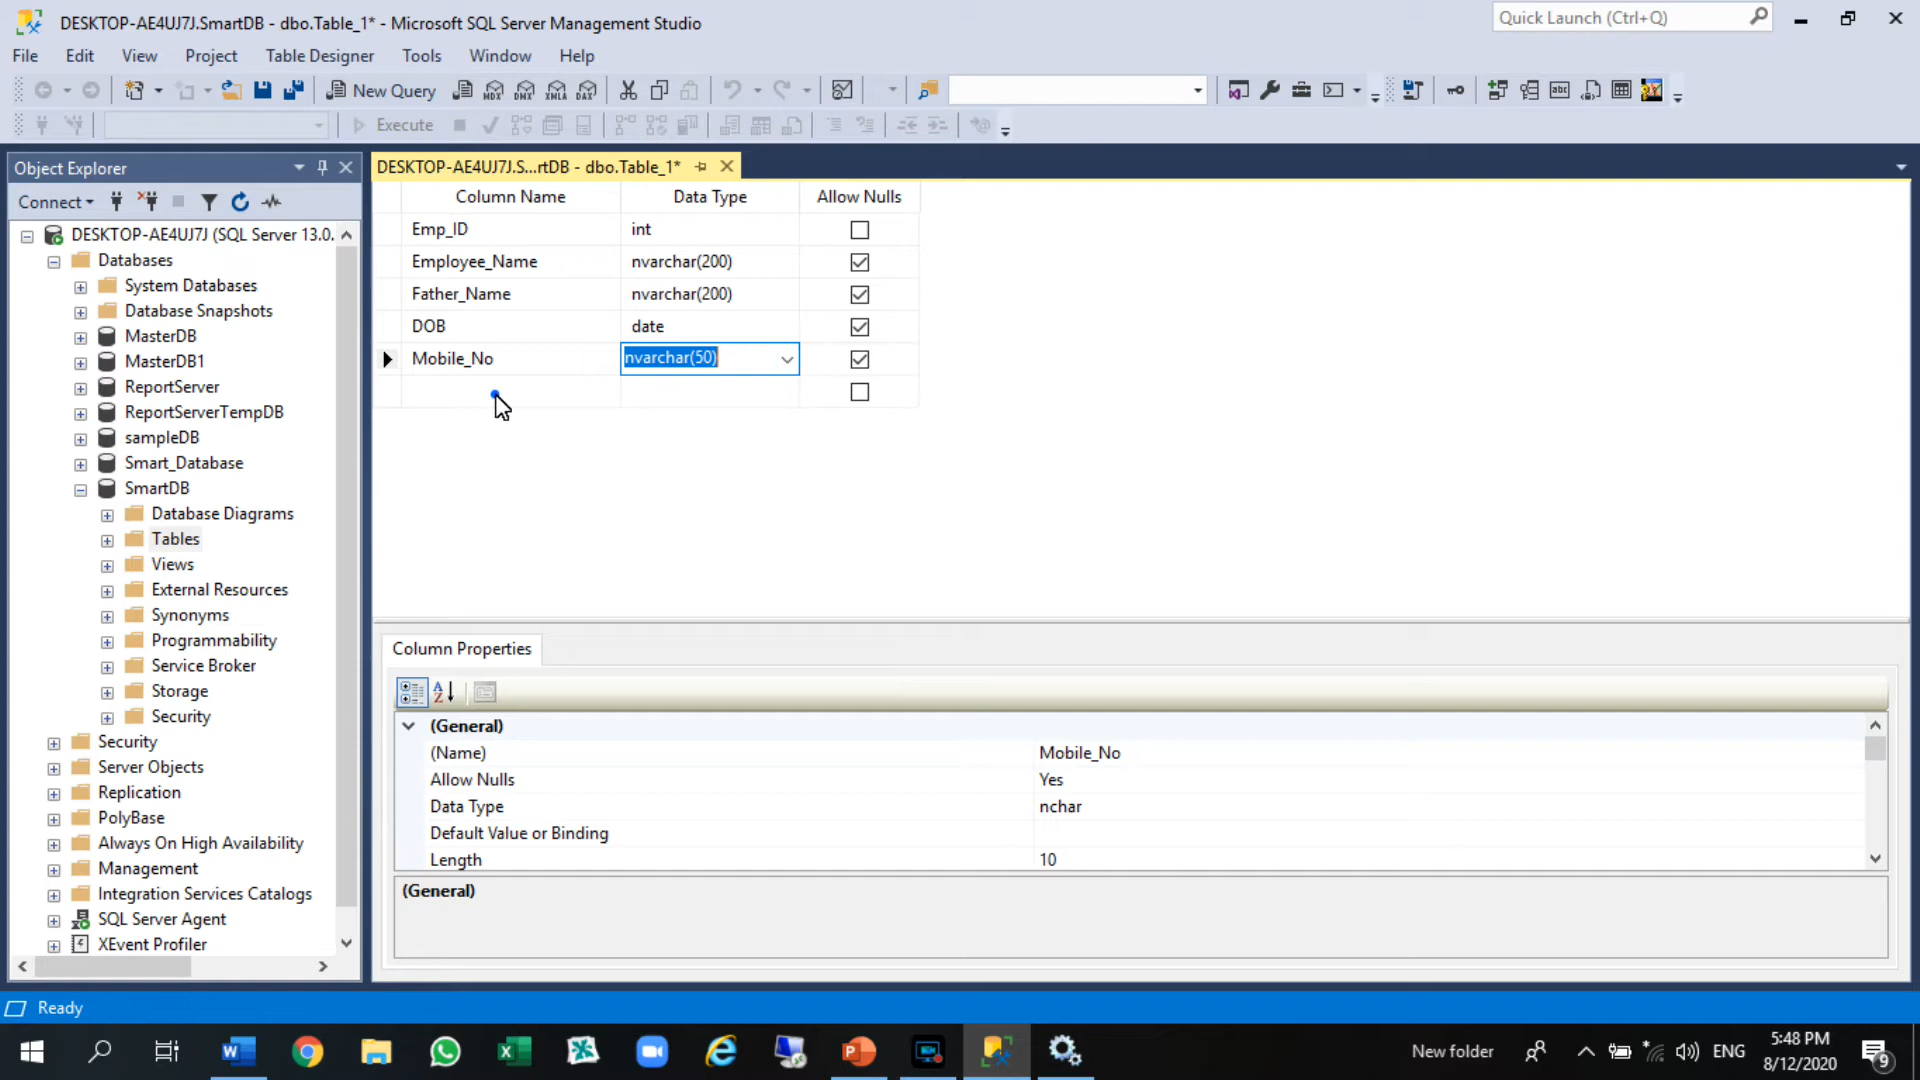 DESKTOP-AE4UJ7J.SmartDB - dbo.Table_1* - Microsoft SQL Server Management Studio
Quick Launch (Ctrl+Q)
File Edit View Project Table Designer Tools Window Help
New Query MDX DMX XMLA DAX
Execute
Object Explorer
DESKTOP-AE4UJ7J.S...rtDB - dbo.Table_1*
Connect
Column Name Data Type Allow Nulls
Emp_ID int
Employee_Name nvarchar(200)
Father_Name nvarchar(200)
DOB date
Mobile_No nvarchar(50)
DESKTOP-AE4UJ7J (SQL Server 13.0.
Databases
System Databases
Database Snapshots
MasterDB
MasterDB1
ReportServer
ReportServerTempDB
sampleDB
Smart_Database
SmartDB
Database Diagrams
Tables
Views
External Resources
Synonyms
Programmability
Service Broker
Storage
Security
Security
Server Objects
Replication
PolyBase
Always On High Availability
Management
Integration Services Catalogs
SQL Server Agent
XEvent Profiler
Column Properties
(General)
(Name) Mobile_No
Allow Nulls Yes
Data Type nchar
Default Value or Binding
Length 10
(General)
Ready
New folder
ENG
5:48 PM
8/12/2020
9